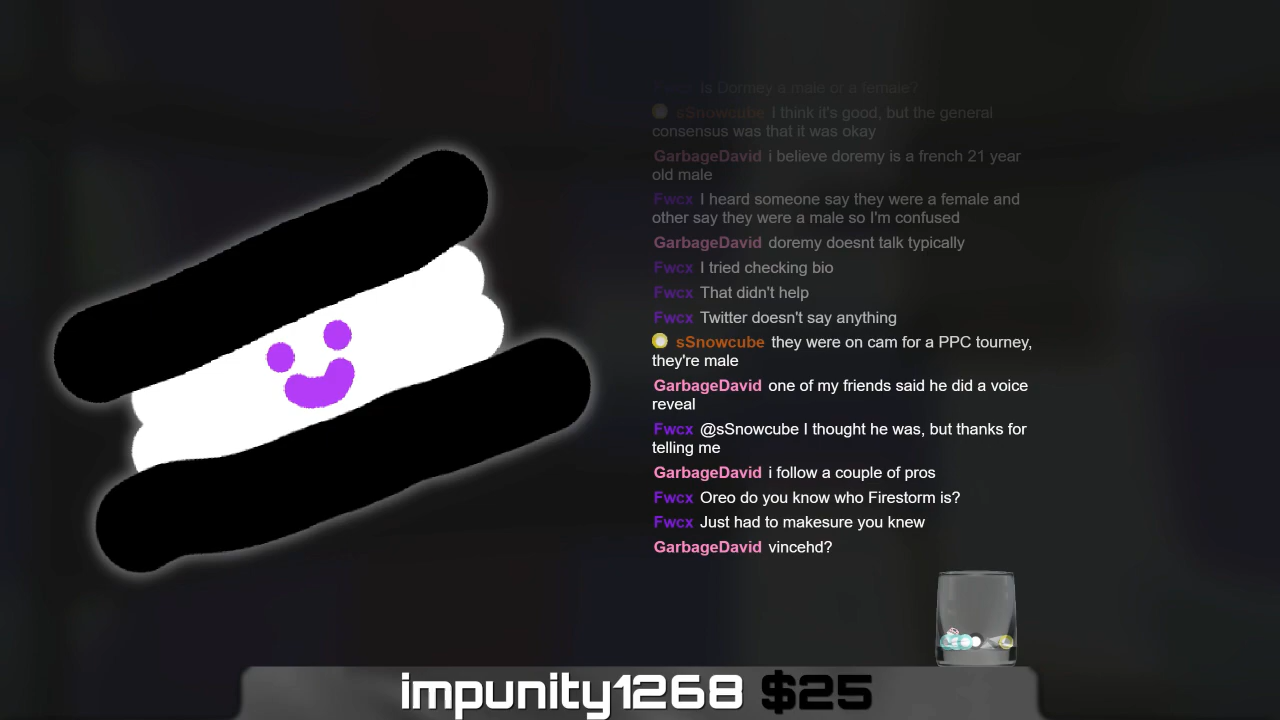 Fwcx Is Dormey a male or a female?
sSnowcube I think it's good, but the general
consensus was that it was okay
GarbageDavid i believe doremy is a french 21 year
old male
Fwcx I heard someone say they were a female and
other say they were a male so I'm confused
GarbageDavid doremy doesnt talk typically
Fwcx I tried checking bio
Fwcx That didn't help
Fwcx Twitter doesn't say anything
sSnowcube they were on cam for a PPC tourney,
they're male
GarbageDavid one of my friends said he did a voice
reveal
Fwcx @sSnowcube I thought he was, but thanks for
telling me
GarbageDavid i follow a couple of pros
Fwcx Oreo do you know who Firestorm is?
Fwcx Just had to makesure you knew
GarbageDavid vincehd?
impunity1268 $25